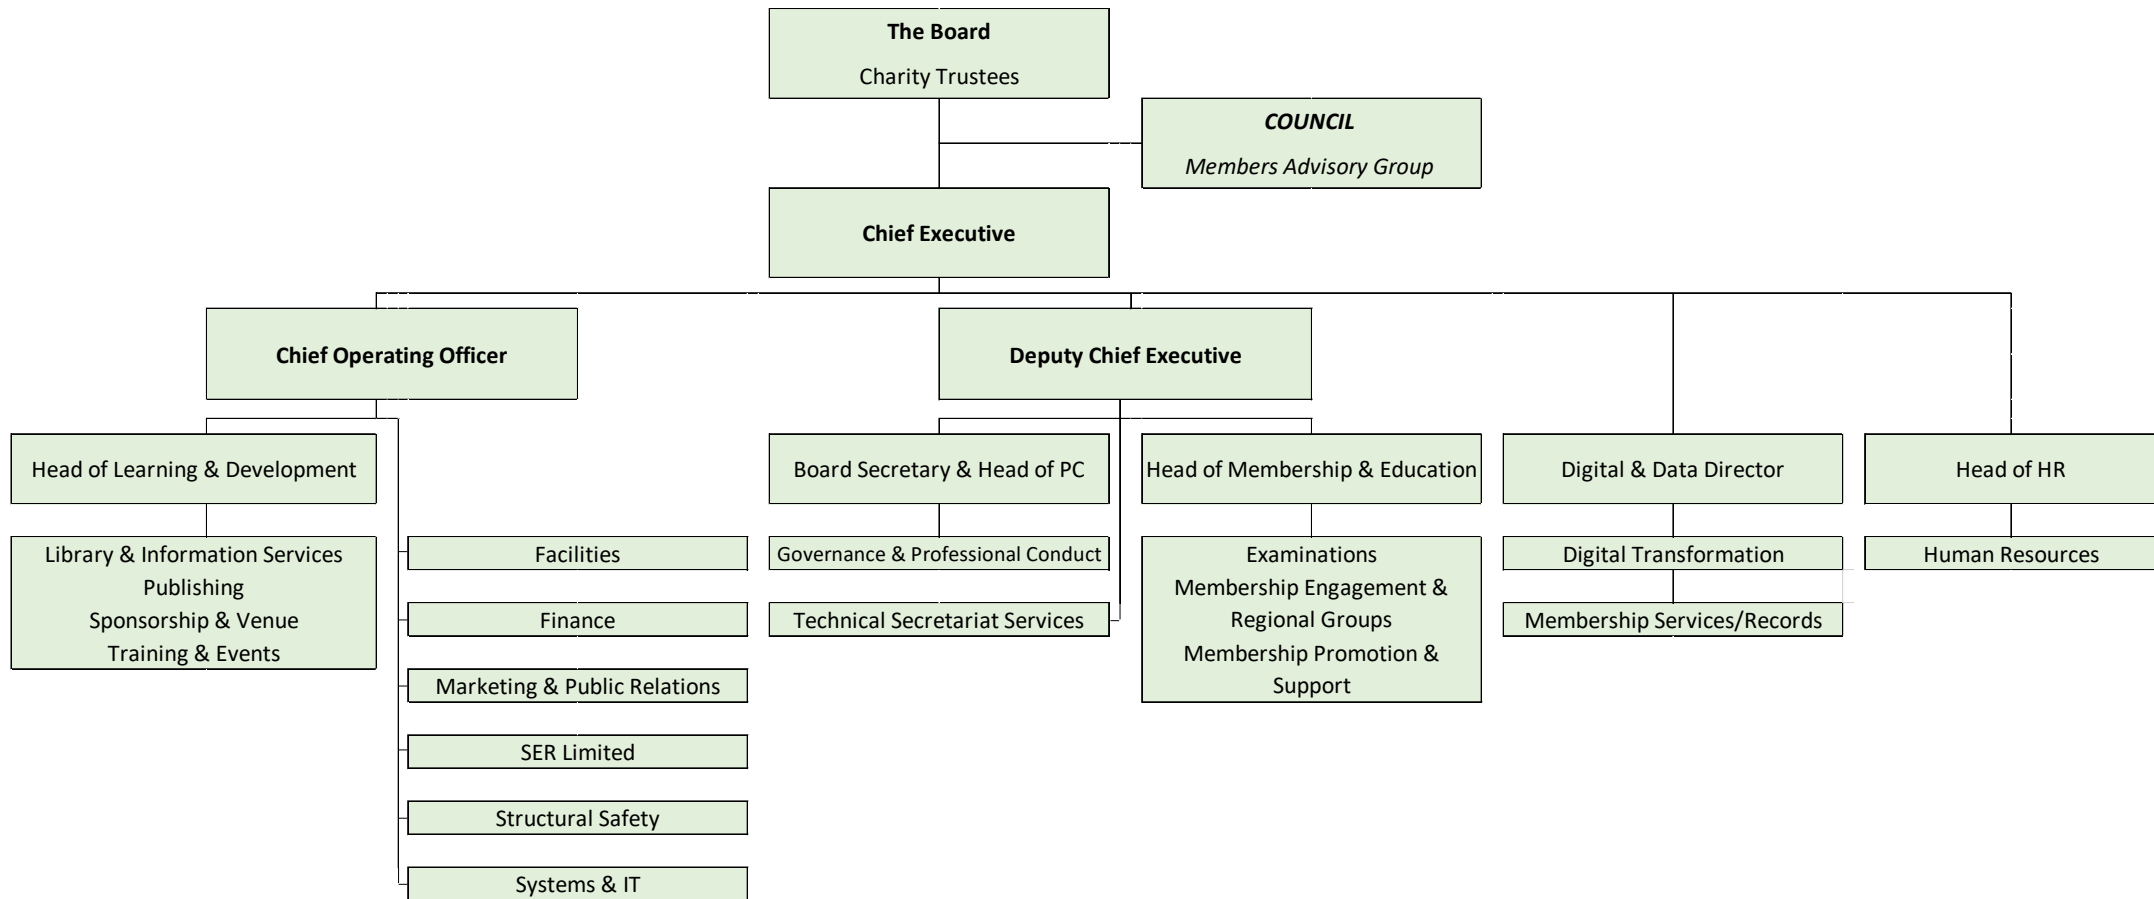 The Board
Charity Trustees
COUNCIL
Members Advisory Group
Chief Executive
Chief Operating Officer
Deputy Chief Executive
Head of Learning & Development
Board Secretary & Head of PC
Head of Membership & Education
Digital & Data Director
Head of HR
Library & Information Services
Publishing
Sponsorship & Venue
Training & Events
Facilities
Finance
Marketing & Public Relations
SER Limited
Structural Safety
Systems & IT
Governance & Professional Conduct
Technical Secretariat Services
Examinations
Membership Engagement &
Regional Groups
Membership Promotion &
Support
Digital Transformation
Membership Services/Records
Human Resources